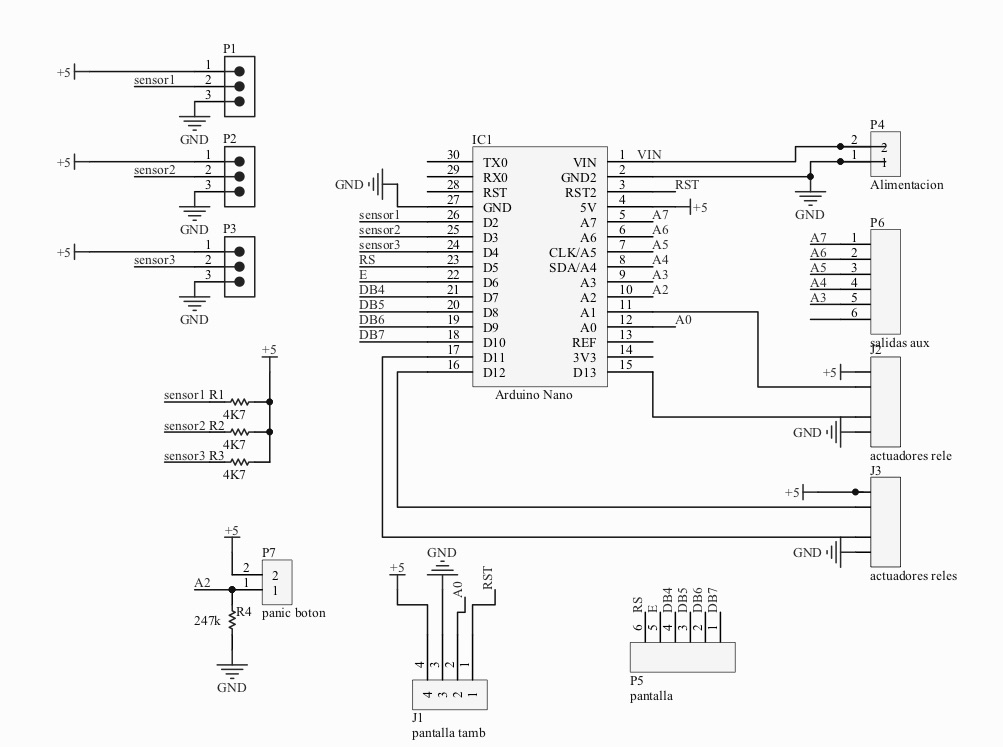 P1
+5
1
sensor1
2
3
GND
P2
+5
1
sensor2
2
3
GND
P3
+5
1
sensor3
2
3
GND
+5
sensor1 R1
4K7
sensor2 R2
4K7
sensor3 R3
4K7
+5
P7
2
2
A2
1
1
247k
R4
panic boton
GND
IC1
30 TX0 VIN 1 VIN
29 RX0 GND2 2
28 RST RST2 3 RST
GND
27 GND 5V 4 +5
sensor1 26 D2 A7 5 A7
sensor2 25 D3 A6 6 A6
sensor3 24 D4 CLK/A5 7 A5
RS 23 D5 SDA/A4 8 A4
E 22 D6 A3 9 A3
DB4 21 D7 A2 10 A2
DB5 20 D8 A1 11
DB6 19 D9 A0 12 A0
DB7 18 D10 REF 13
17 D11 3V3 14
16 D12 D13 15
Arduino Nano
P4
2
2
1
1
Alimentacion
GND
P6
A7 1
A6 2
A5 3
A4 4
A3 5
6
salidas aux
J2
+5
GND
actuadores rele
J3
+5
GND
actuadores reles
+5
GND
A0
RST
4 3 2 1
4 3 2 1
J1
pantalla tamb
RS E DB4 DB5 DB6 DB7
6 5 4 3 2 1
P5
pantalla